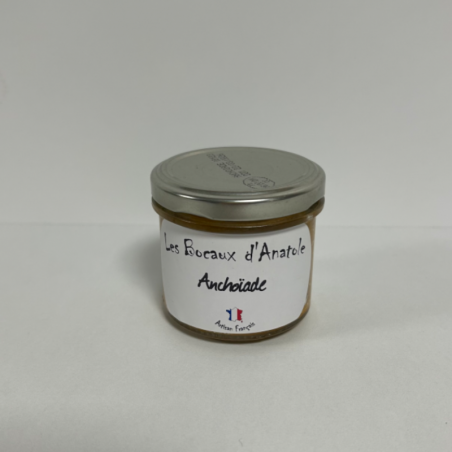 Les Bocaux d'Anatole
Anchoïade
Artisan Français